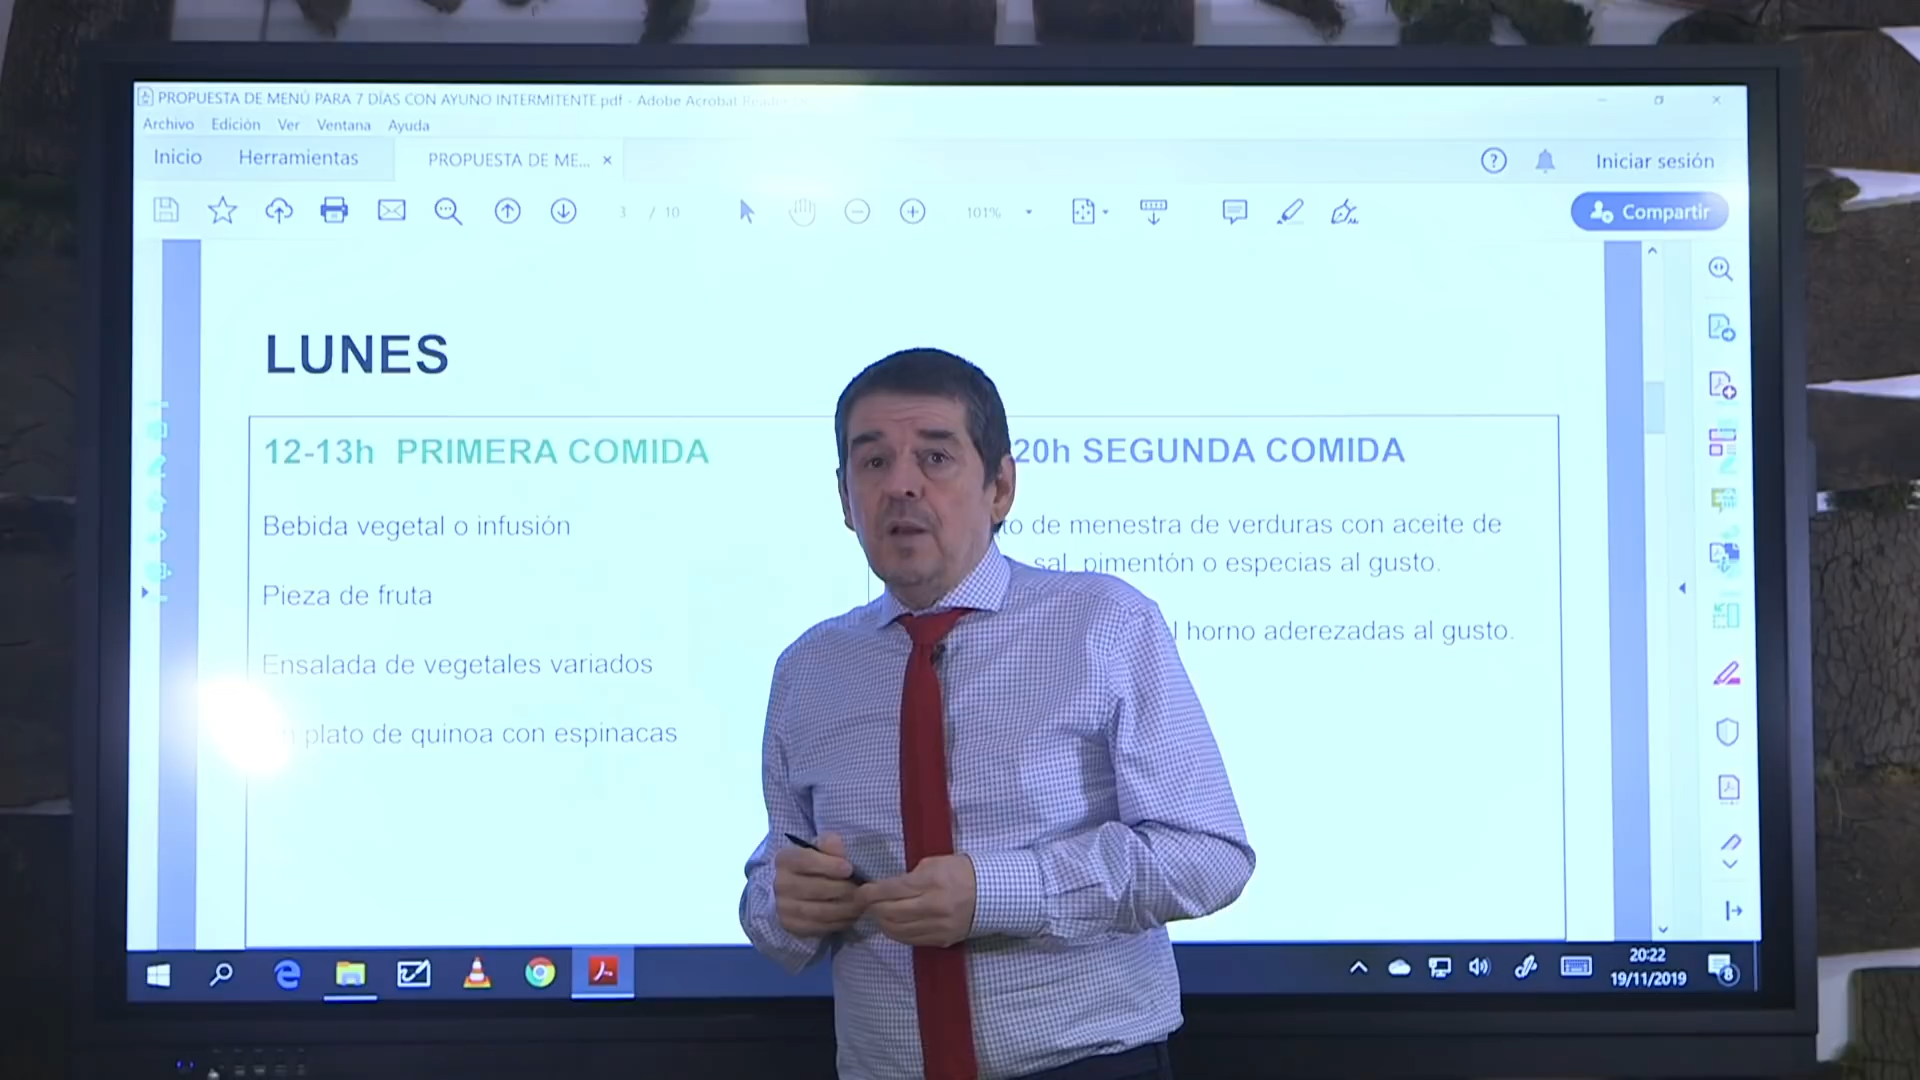 PROPUESTA DE MENÚ PARA 7 DÍAS CON AYUNO INTERMITENTE.pdf - Adobe Acrobat Reader
Archivo Edición Ver Ventana Ayuda
Inicio Herramientas PROPUESTA DE ME... Iniciar sesión
3 / 10 101% Compartir
LUNES
12-13h PRIMERA COMIDA
20h SEGUNDA COMIDA
Bebida vegetal o infusión
Pieza de fruta
Ensalada de vegetales variados
plato de quinoa con espinacas
de menestra de verduras con aceite de
sal, pimentón o especias al gusto.
horno aderezadas al gusto.
20:22
19/11/2019
8